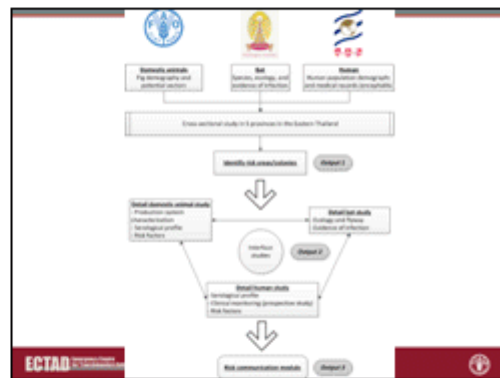 Domestic animals
Pig demography and
potential vectors
Bat
Species, ecology, and
evidence of infection
Human
Human population demography
and medical records (encephalitis)
Cross sectional study in 5 provinces in the Eastern Thailand
Identify risk areas/colonies
Output 1
Detail domestic animal study
- Production system
characterization
- Serological profile
- Risk factors
Detail bat study
- Ecology and flyway
- Evidence of infection
Interface
studies
Output 2
Detail human study
- Serological profile
- Clinical monitoring (prospective study)
- Risk factors
ECTAD
Risk communication module
Output 3